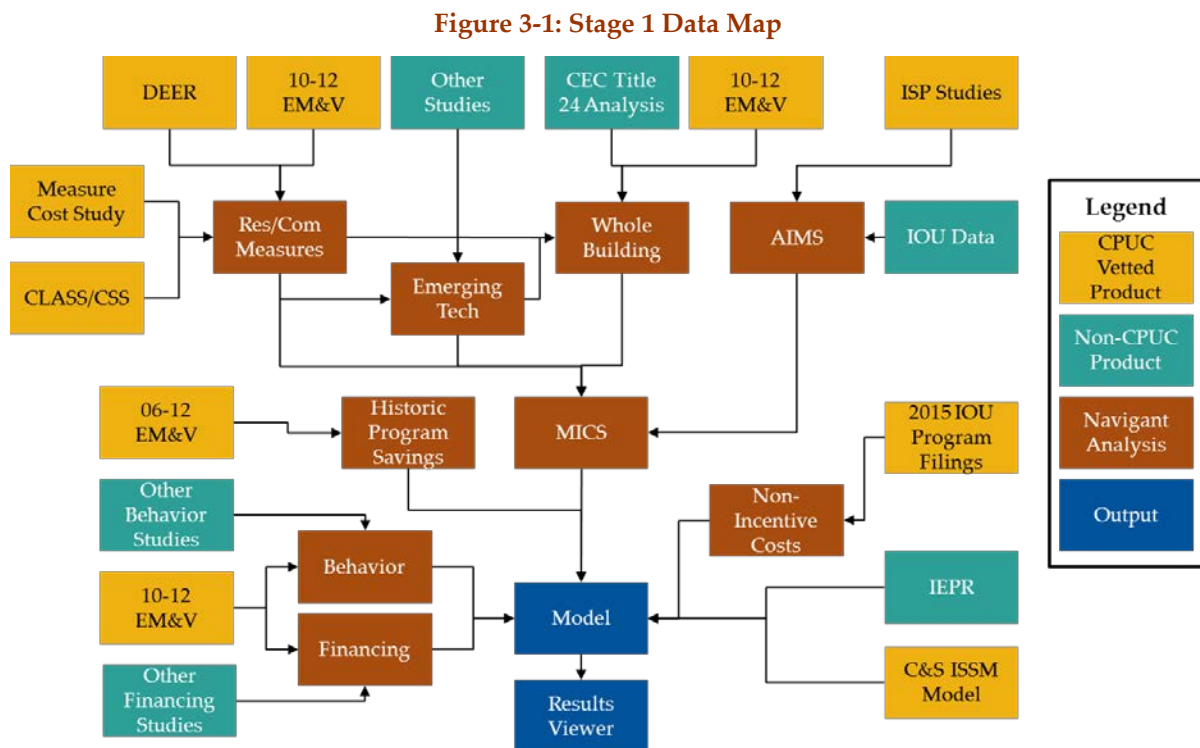 Figure 3-1: Stage 1 Data Map
DEER
10-12
EM&V
Other
Studies
CEC Title
24 Analysis
10-12
EM&V
ISP Studies
Measure
Cost Study
CLASS/CSS
Res/Com
Measures
Emerging
Tech
Whole
Building
AIMS
IOU Data
Legend
CPUC
Vetted
Product
Non-CPUC
Product
Navigant
Analysis
Output
06-12
EM&V
Historic
Program
Savings
MICS
2015 IOU
Program
Filings
Other
Behavior
Studies
Non-
Incentive
Costs
10-12
EM&V
Behavior
Financing
Model
IEPR
Other
Financing
Studies
Results
Viewer
C&S ISSM
Model